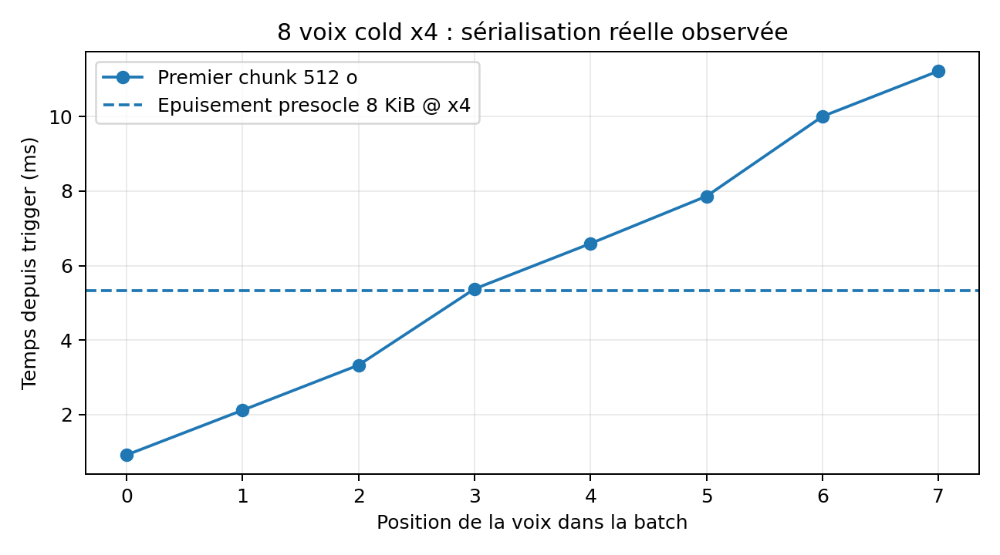 8 voix cold x4 : sérialisation réelle observée
Premier chunk 512 o
Epuisement presocle 8 KiB @ x4
Temps depuis trigger (ms)
10
8
6
4
2
0 1 2 3 4 5 6 7
Position de la voix dans la batch